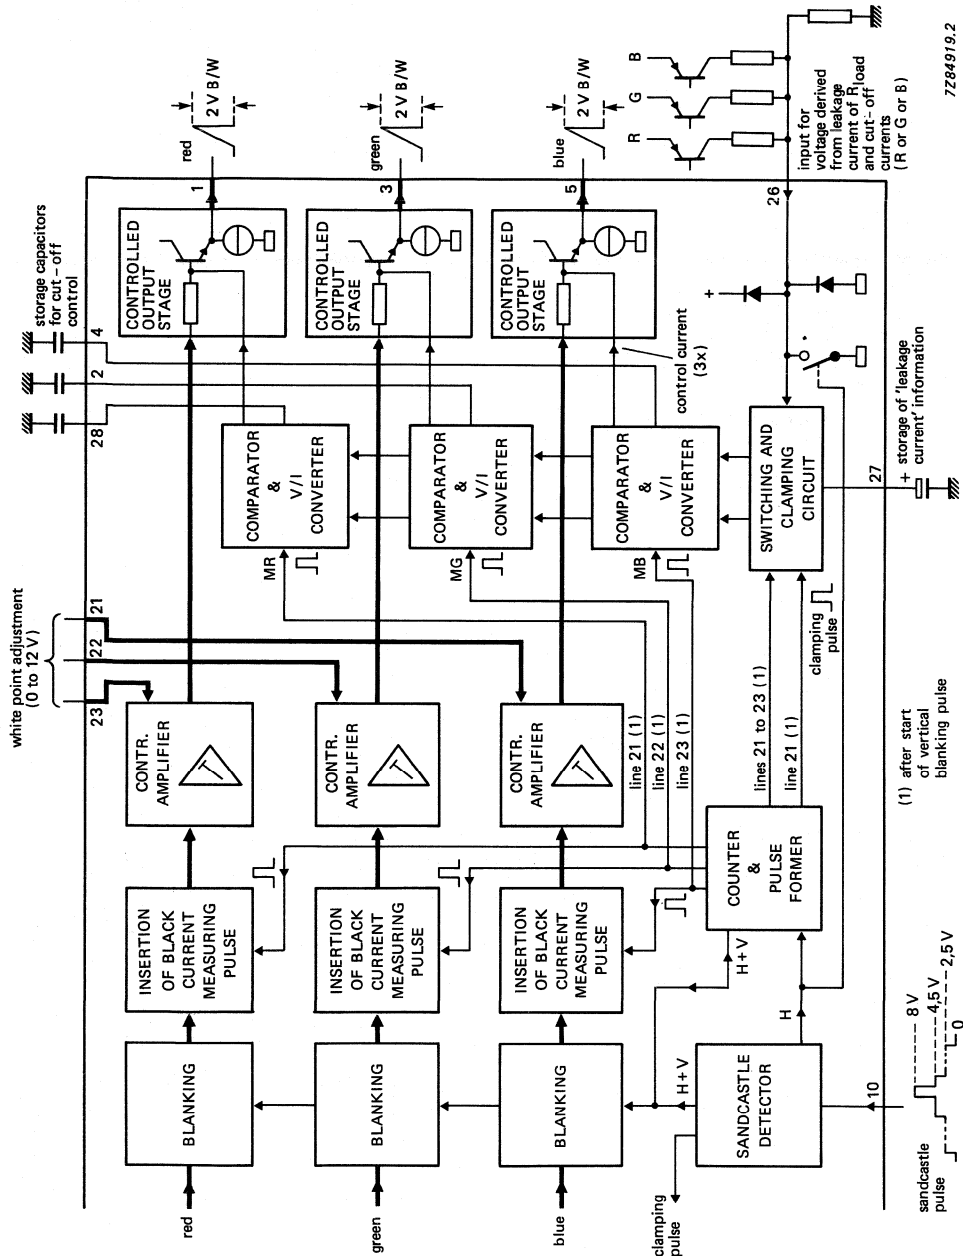 red
BLANKING
INSERTION
OF BLACK
CURRENT
MEASURING
PULSE
CONTR.
AMPLIFIER
white point adjustment
(0 to 12 V)
23
22
21
MR
COMPARATOR
&
V/I
CONVERTER
28
2
4
storage capacitors
for cut-off
control
CONTROLLED
OUTPUT
STAGE
1
red
2 V B/W
green
BLANKING
INSERTION
OF BLACK
CURRENT
MEASURING
PULSE
CONTR.
AMPLIFIER
MG
COMPARATOR
&
V/I
CONVERTER
CONTROLLED
OUTPUT
STAGE
3
green
2 V B/W
blue
BLANKING
INSERTION
OF BLACK
CURRENT
MEASURING
PULSE
CONTR.
AMPLIFIER
MB
COMPARATOR
&
V/I
CONVERTER
CONTROLLED
OUTPUT
STAGE
5
blue
2 V B/W
line 21 (1)
line 22 (1)
line 23 (1)
control current
(3x)
clamping
pulse
H+V
H+V
SANDCASTLE
DETECTOR
H
COUNTER
&
PULSE
FORMER
lines 21 to 23 (1)
line 21 (1)
clamping
pulse
SWITCHING AND
CLAMPING
CIRCUIT
+
26
R
G
B
input for
voltage derived
from leakage
current of Rload
and cut-off
currents
(R or G or B)
10
sandcastle
pulse
8 V
4,5 V
2,5 V
0
(1) after start
of vertical
blanking pulse
27
+
storage of 'leakage
current' information
7Z84919.2